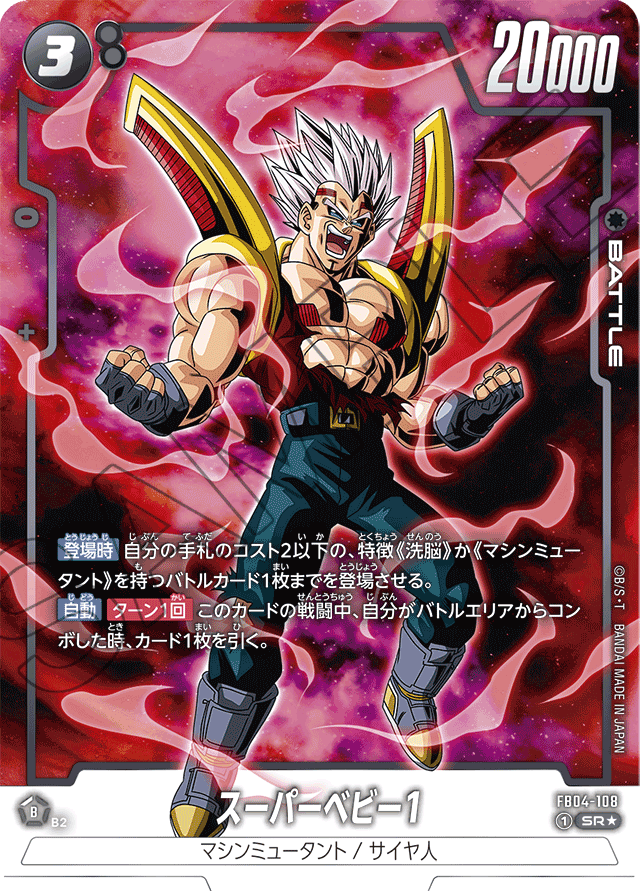 3
20000
BATTLE
登場時 自分の手札のコスト2以下の、特徴《洗脳》か《マシンミュー
タント》を持つバトルカード1枚までを登場させる。
自動 ターン1回 このカードの戦闘中、自分がバトルエリアからコン
ボした時、カード1枚を引く。
©B/S・T BANDAI MADE IN JAPAN
B
B2
スーパーベビー1
FB04-108
1 SR★
マシンミュータント / サイヤ人
SAMPLE